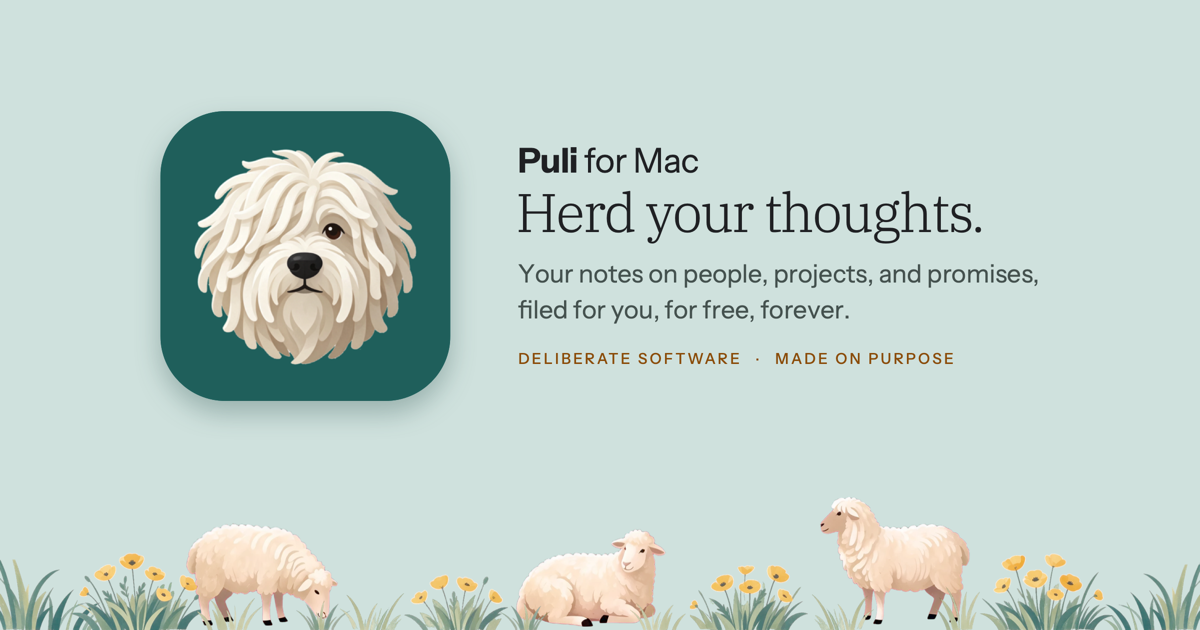 Puli for Mac
Herd your thoughts.
Your notes on people, projects, and promises,
filed for you, for free, forever.
DELIBERATE SOFTWARE · MADE ON PURPOSE